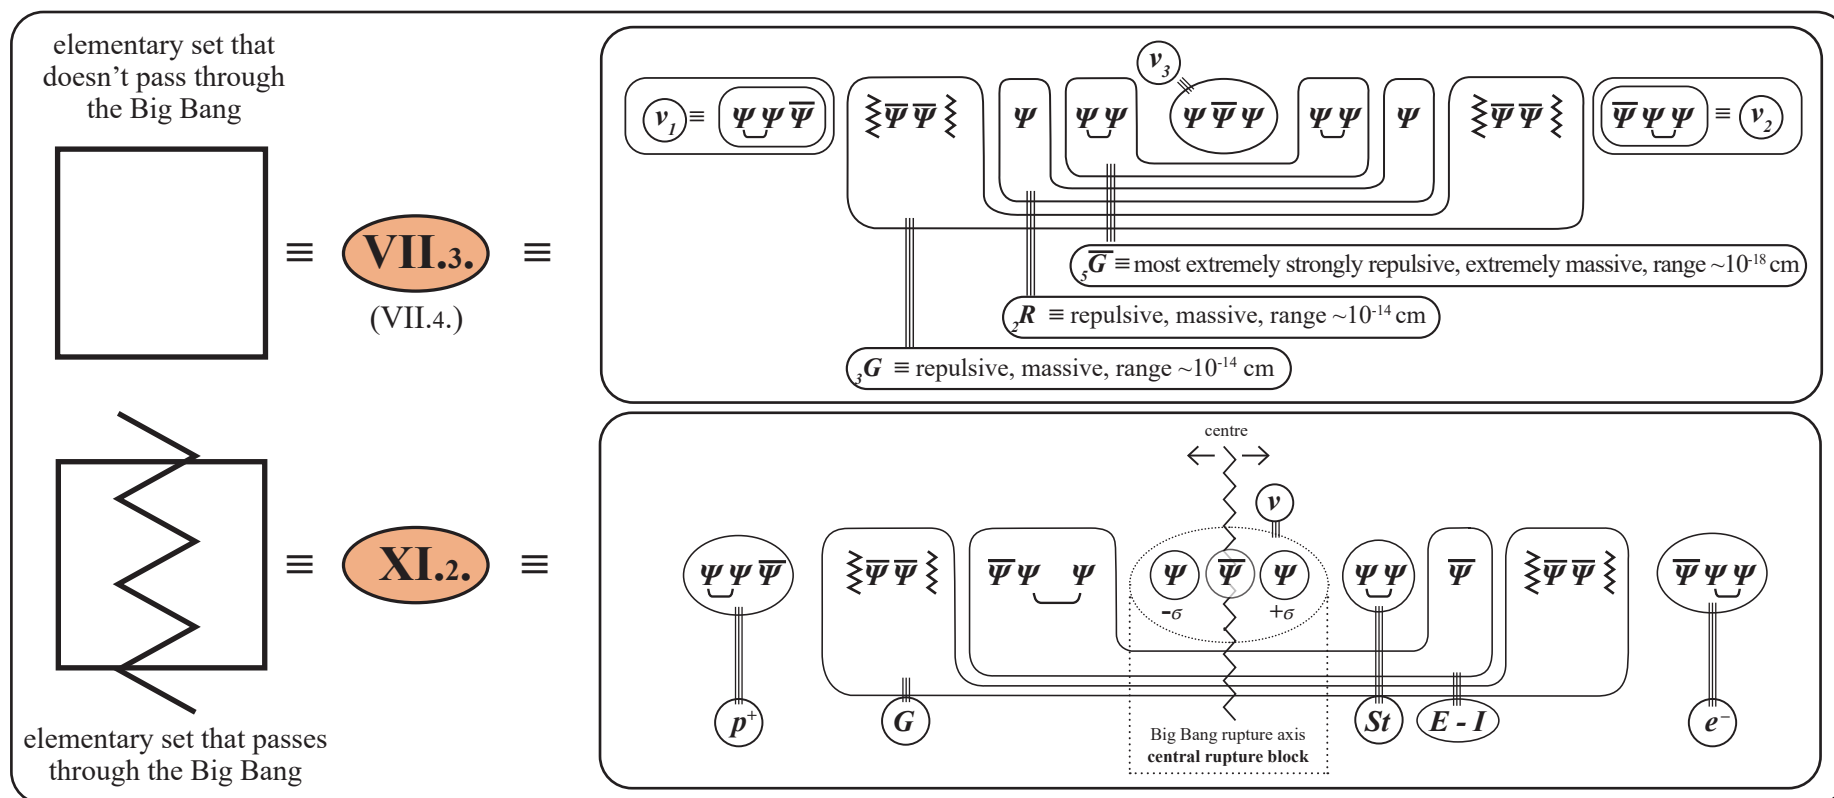 elementary set that
doesn't pass through
the Big Bang
≡ VII.3. ≡
(VII.4.)
v₁ ≡ ΨΨΨ̅
Ψ̅Ψ̅
Ψ
ΨΨ
v₃
ΨΨ̅Ψ
ΨΨ
Ψ
Ψ̅Ψ̅
Ψ̅ΨΨ ≡ v₂
₅G̅ ≡ most extremely strongly repulsive, extremely massive, range ~10⁻¹⁸ cm
₂R ≡ repulsive, massive, range ~10⁻¹⁴ cm
₃G ≡ repulsive, massive, range ~10⁻¹⁴ cm
≡ XI.2. ≡
elementary set that passes
through the Big Bang
centre
v
ΨΨΨ̅
Ψ̅Ψ̅
Ψ̅Ψ Ψ
Ψ Ψ̅ Ψ
-σ +σ
ΨΨ
Ψ̅
Ψ̅Ψ̅
Ψ̅ΨΨ
p⁺
G
Big Bang rupture axis
central rupture block
St
E - I
e⁻